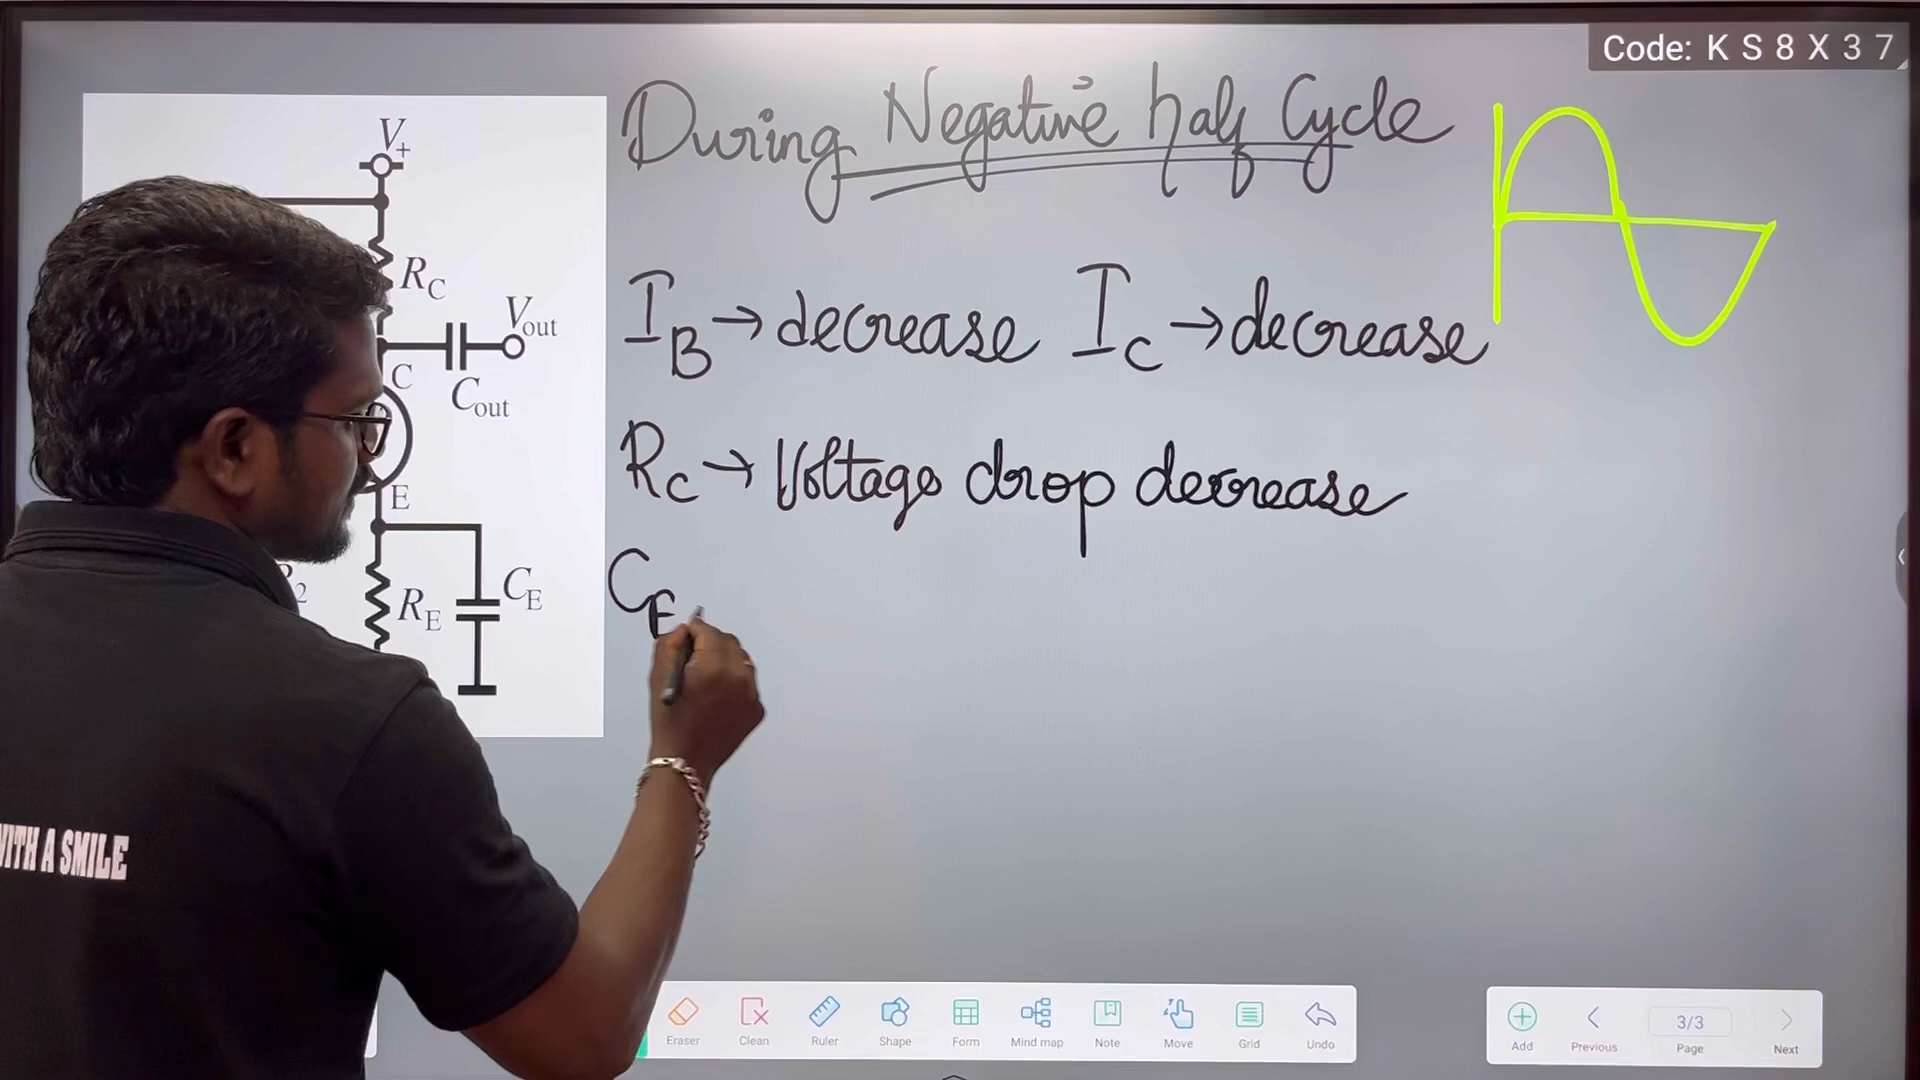 Code: K S 8 X 3 7
During Negative half Cycle
V+
RC
Vout
C
Cout
E
RE
CE
2
IB → decrease IC → decrease
RC → Voltage drop decrease
CE
WITH A SMILE
Eraser Clean Ruler Shape Form Mind map Note Move Grid Undo
Add Previous 3/3 Page Next